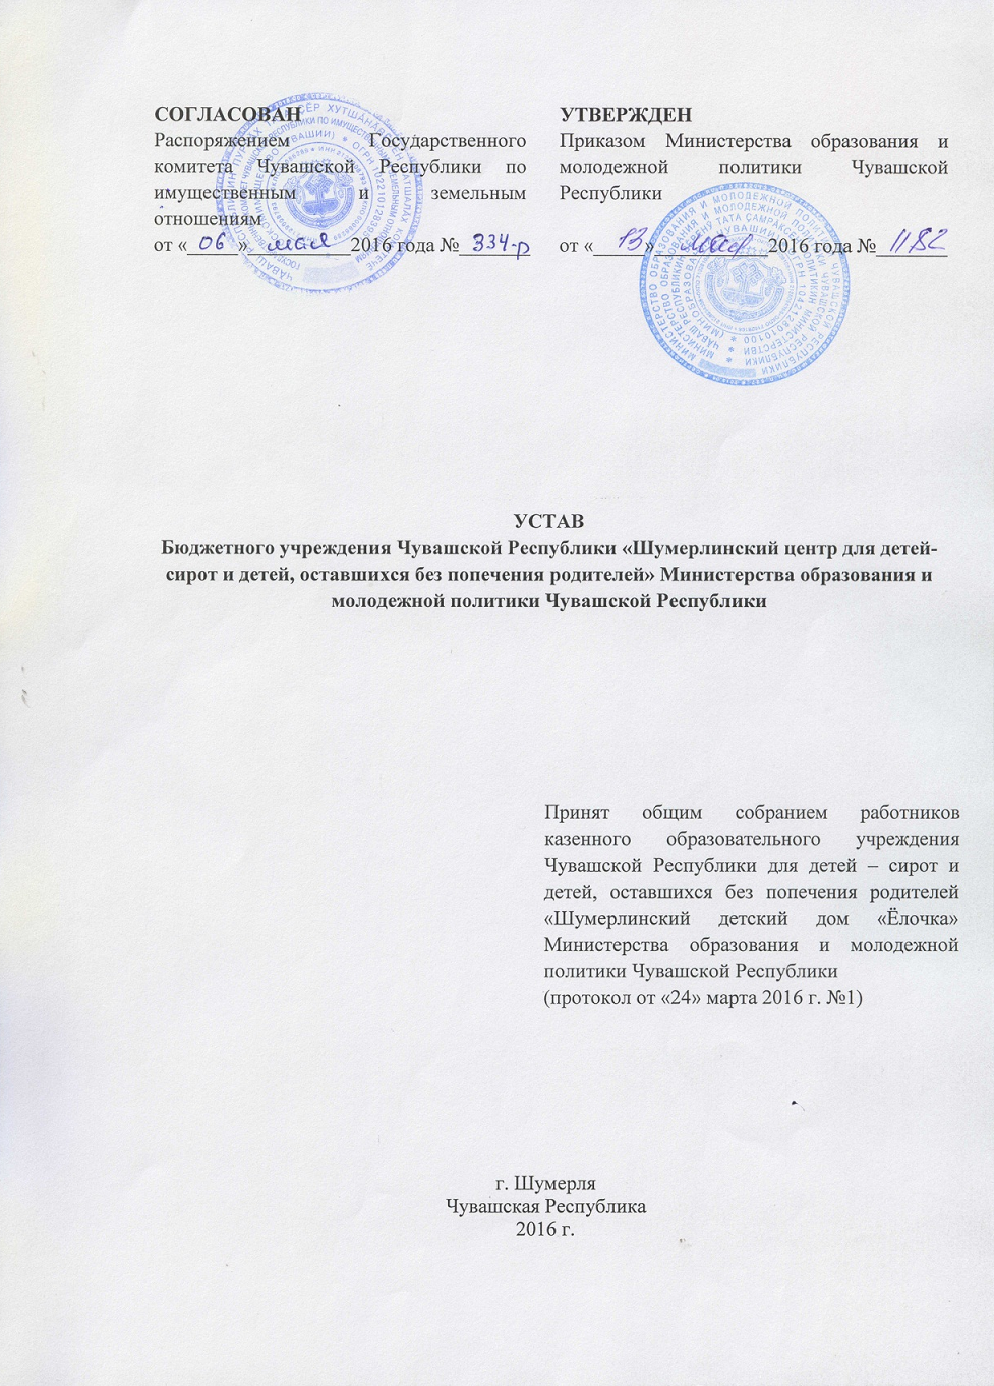 СОГЛАСОВАН
Распоряжением Государственного
комитета Чувашской Республики по
имущественным и земельным
отношениям
от «06» мая 2016 года № 334-р
УТВЕРЖДЕН
Приказом Министерства образования и
молодежной политики Чувашской
Республики
от «13» мая 2016 года № 1182
УСТАВ
Бюджетного учреждения Чувашской Республики «Шумерлинский центр для детей-
сирот и детей, оставшихся без попечения родителей» Министерства образования и
молодежной политики Чувашской Республики
Принят общим собранием работников
казенного образовательного учреждения
Чувашской Республики для детей – сирот и
детей, оставшихся без попечения родителей
«Шумерлинский детский дом «Ёлочка»
Министерства образования и молодежной
политики Чувашской Республики
(протокол от «24» марта 2016 г. №1)
г. Шумерля
Чувашская Республика
2016 г.